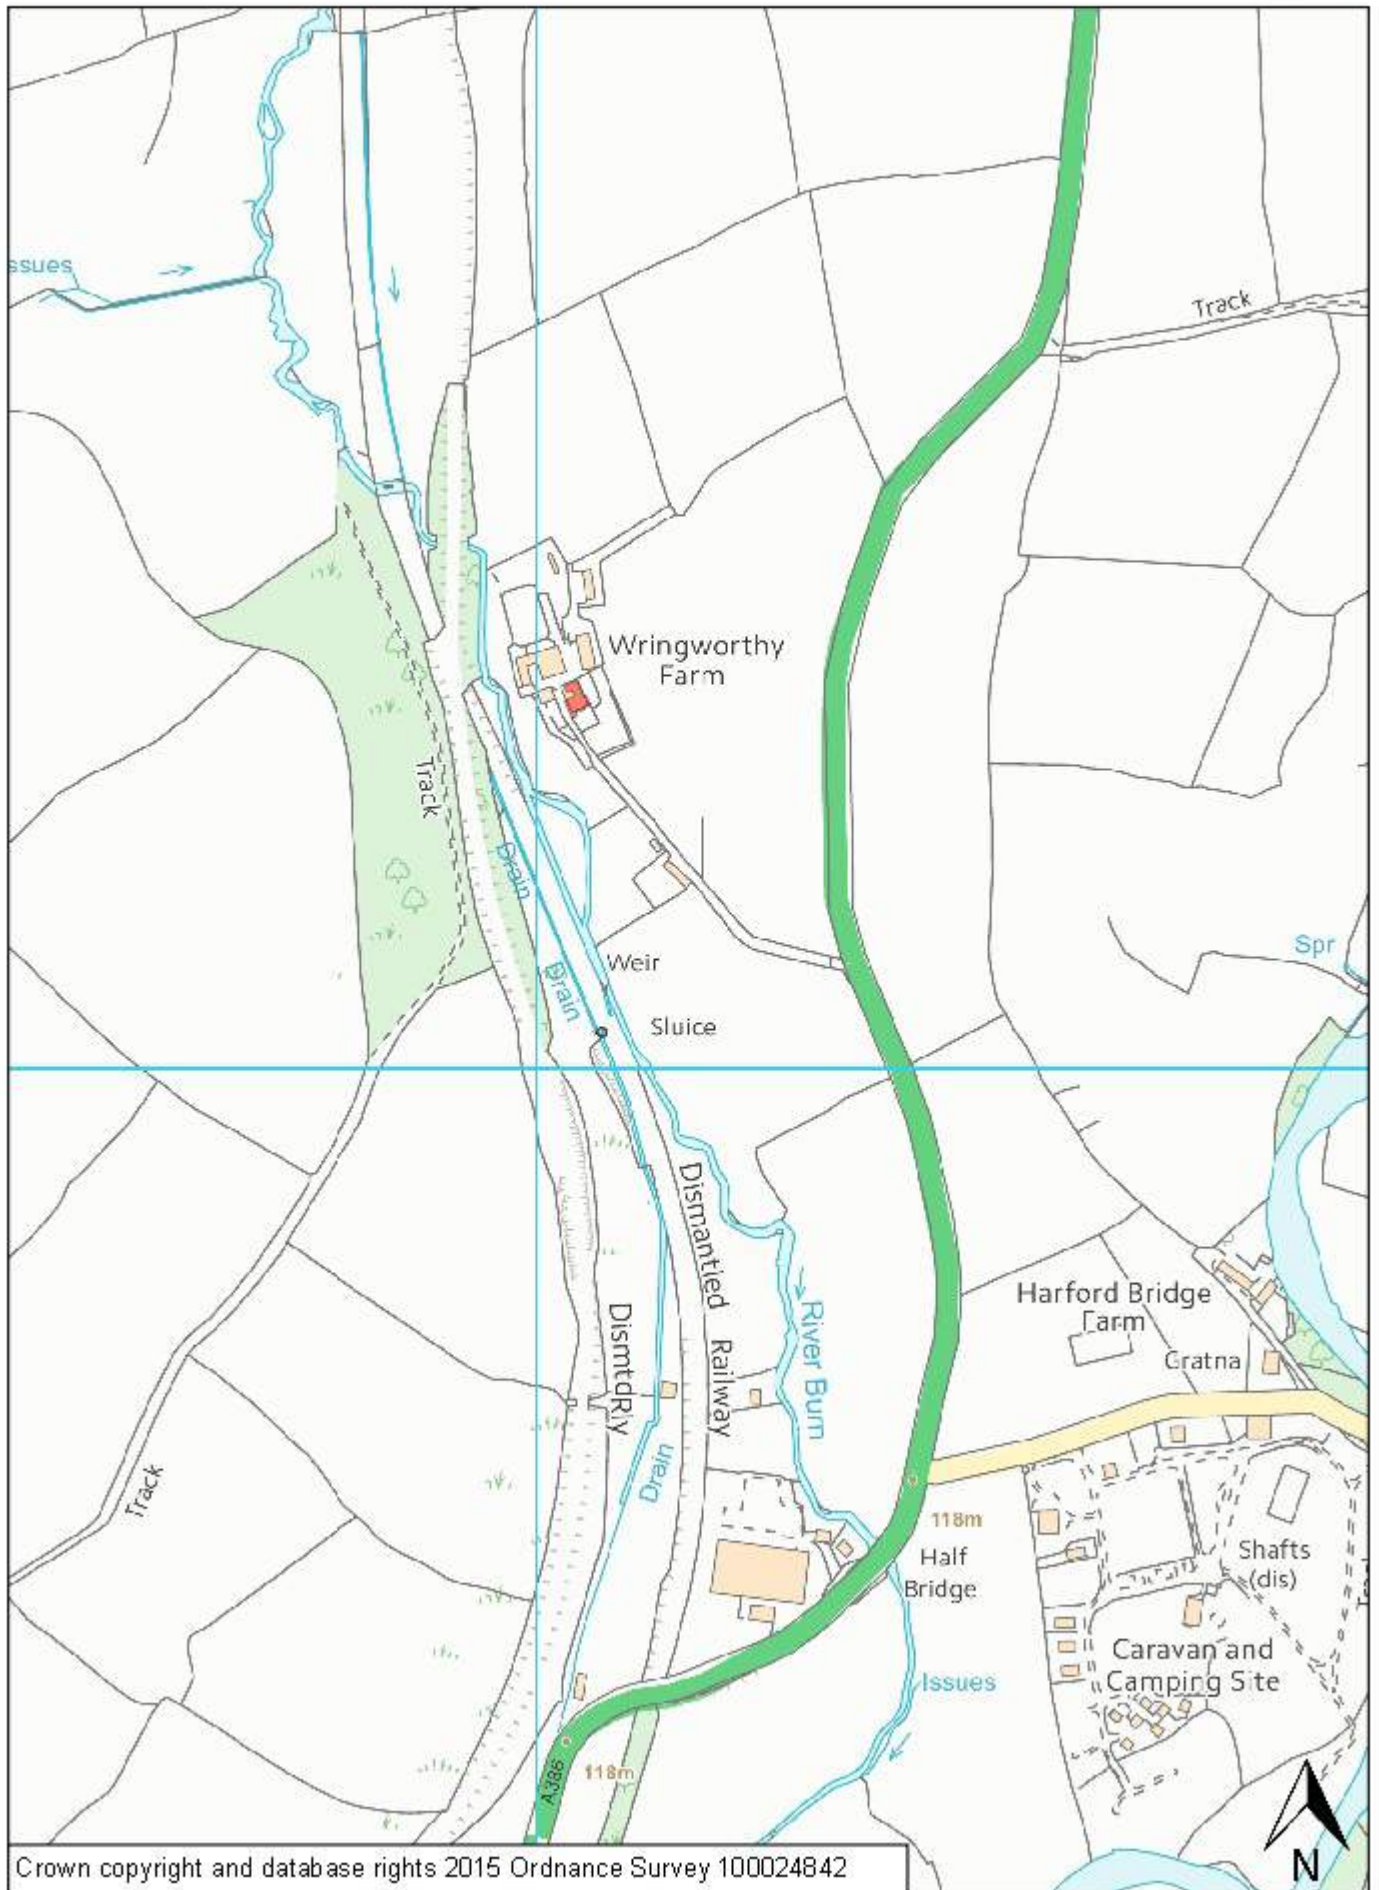 ssues
Track
Wringworthy
Farm
Track
Drain
Spr
Weir
Drain
Sluice
Dismantled Railway
Harford Bridge
Farm
River Burn
DismtdRly
Gratna
Drain
Track
118m
Half
Bridge
Shafts
(dis)
Caravan and
Camping Site
Issues
A386
118m
N
Crown copyright and database rights 2015 Ordnance Survey 100024842